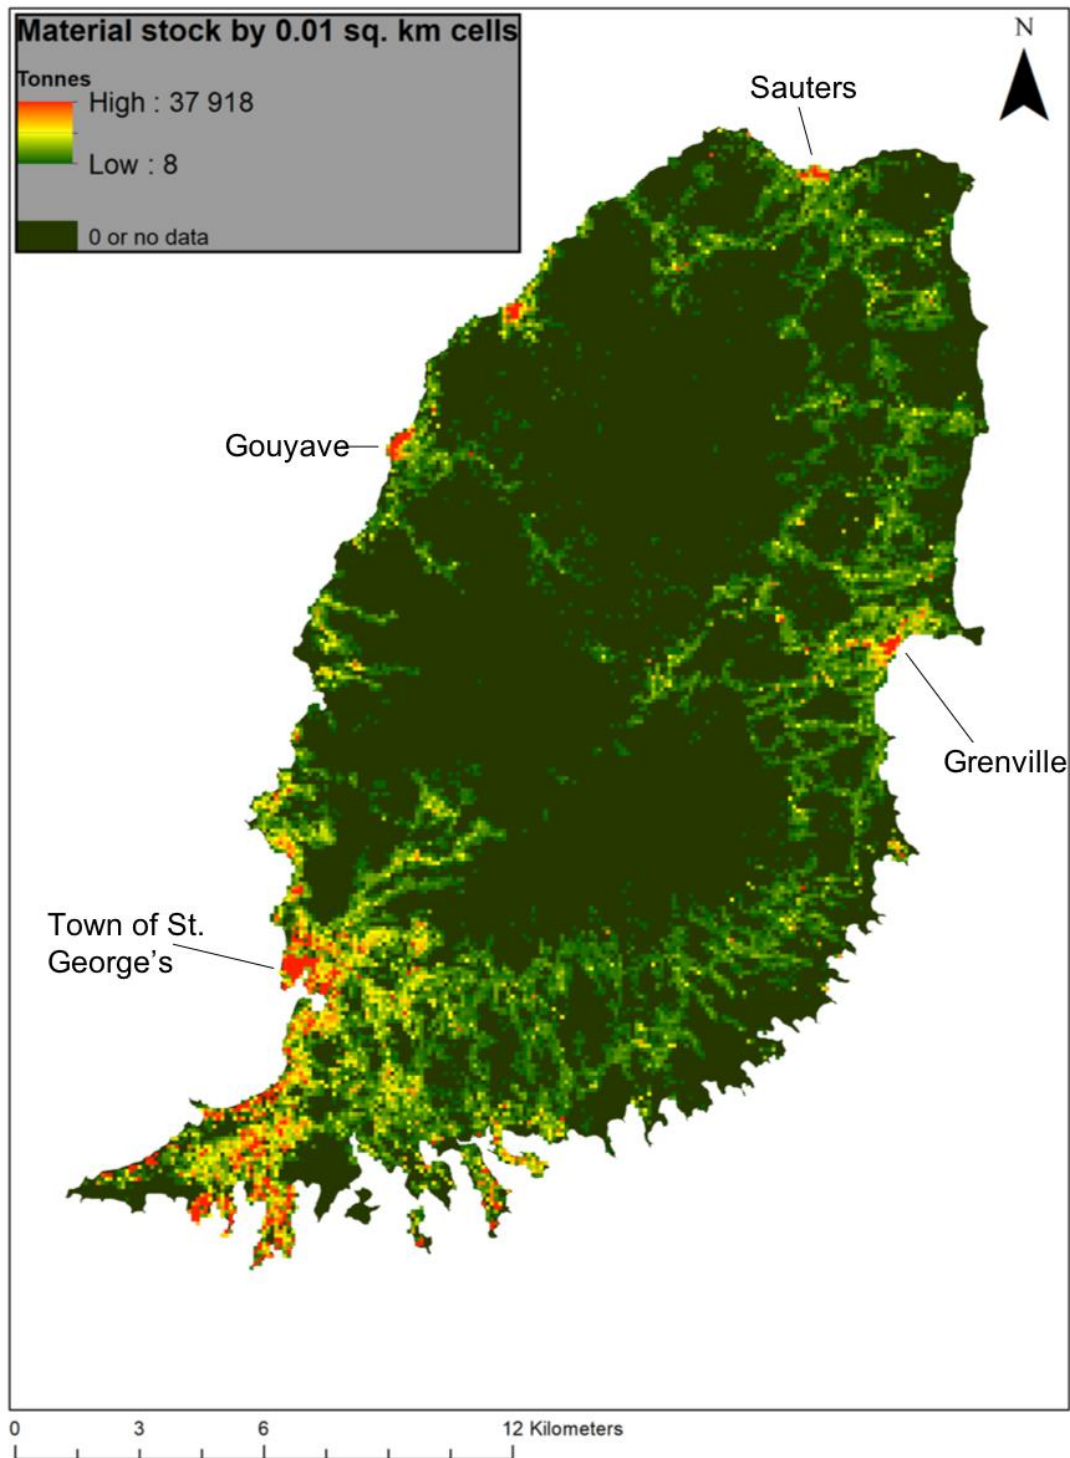 Material stock by 0.01 sq. km cells
Tonnes
High : 37 918
Low : 8
0 or no data
N
Sauters
Gouyave
Grenville
Town of St.
George's
0 3 6 12 Kilometers